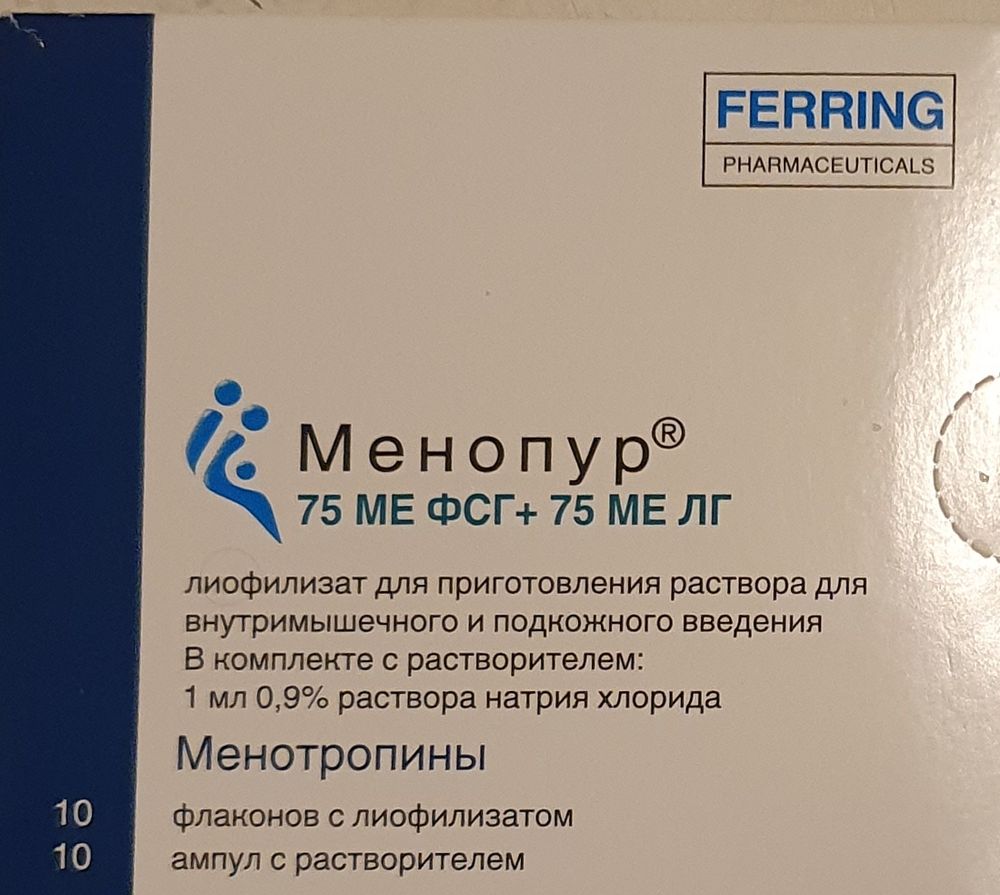 FERRING
PHARMACEUTICALS
Менопур®
75 МЕ ФСГ+ 75 МЕ ЛГ
лиофилизат для приготовления раствора для
внутримышечного и подкожного введения
В комплекте с растворителем:
1 мл 0,9% раствора натрия хлорида
Менотропины
10 флаконов с лиофилизатом
10 ампул с растворителем